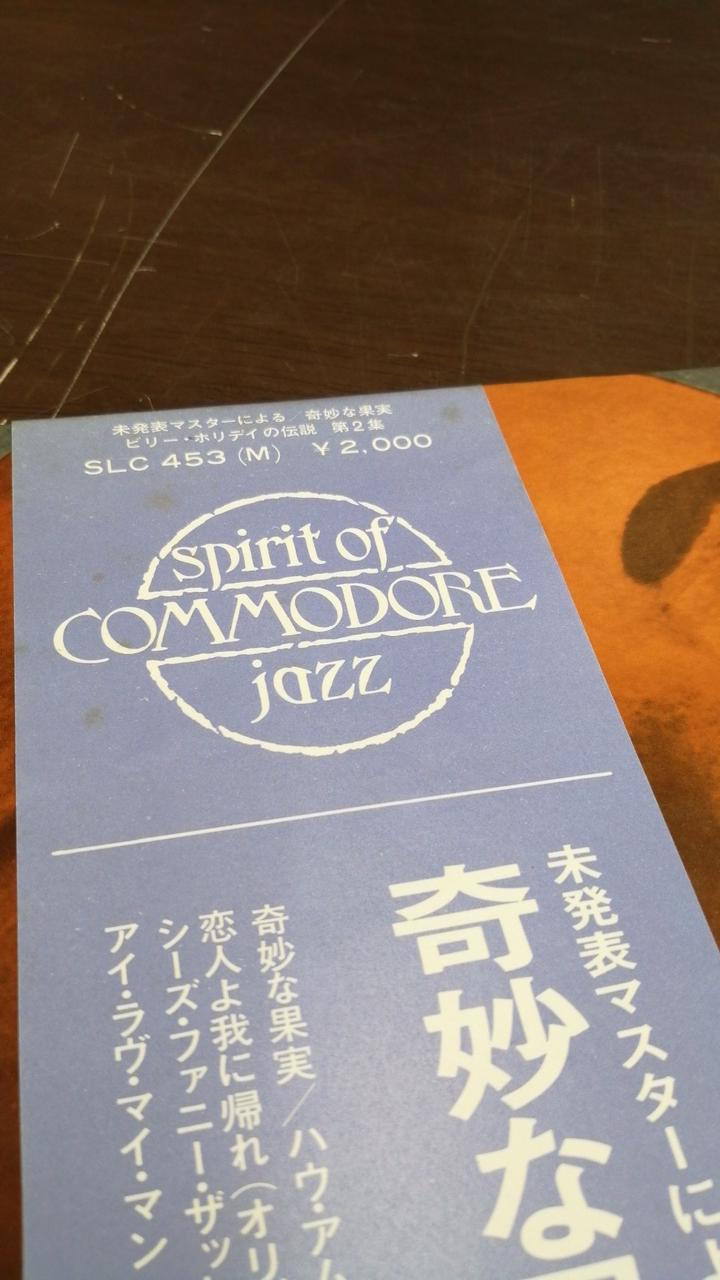 未発表マスターによる/奇妙な果実
ビリー・ホリデイの伝説 第2集
SLC 453 (M) ¥2,000
spirit of
COMMODORE
jazz
未発表マスターに
奇妙な
奇妙な果実/ハウ・アム
恋人よ我に帰れ(オリ
シーズ・ファニー・ザッ
アイ・ラヴ・マイ・マン